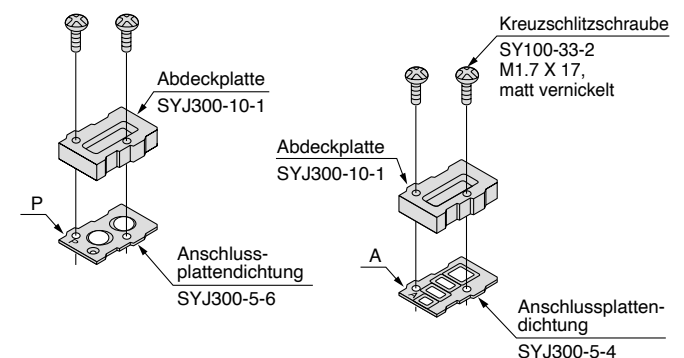 Abdeckplatte
SYJ300-10-1
P
Anschluss-
plattendichtung
SYJ300-5-6
Kreuzschlitzschraube
SY100-33-2
M1.7 X 17,
matt vernickelt
Abdeckplatte
SYJ300-10-1
A
Anschlussplatten-
dichtung
SYJ300-5-4
P
A